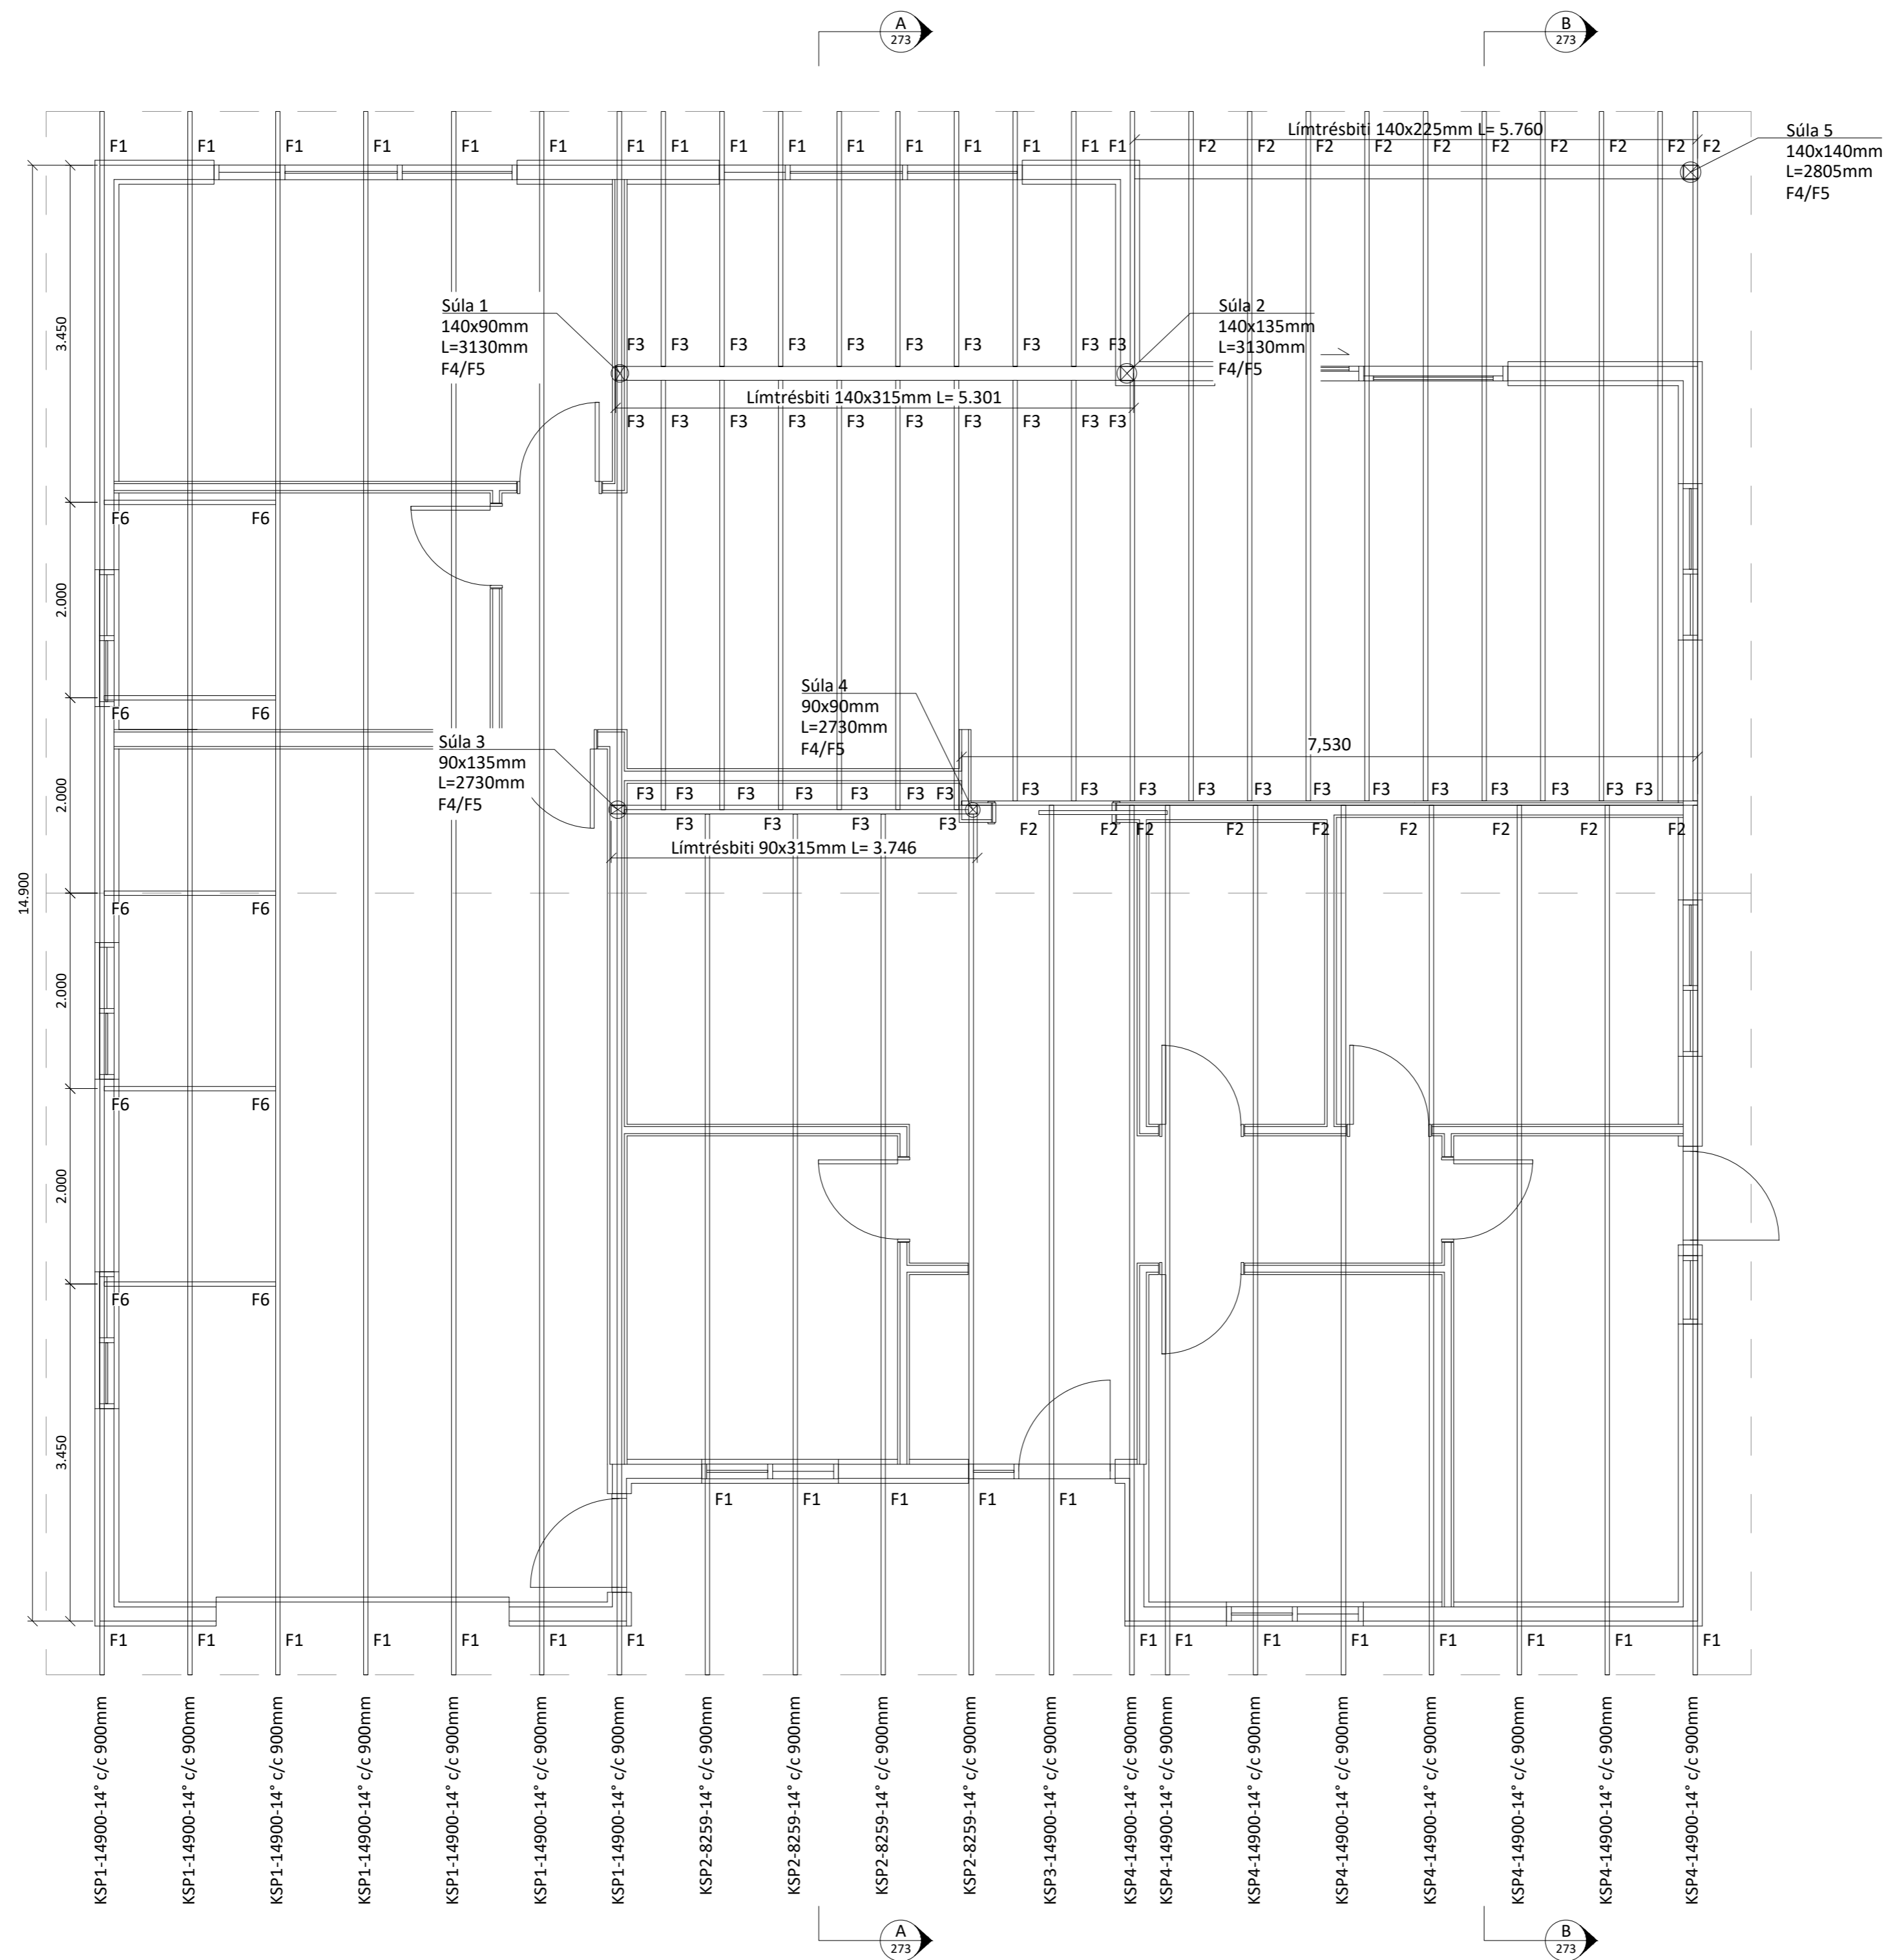 A
273
B
273
Límtrésbiti 140x225mm L= 5.760
Súla 5
140x140mm
L=2805mm
F4/F5
F1 F1 F1 F1 F1 F1 F1 F1 F1 F1 F1 F1 F1 F1 F1 F1 F2 F2 F2 F2 F2 F2 F2 F2 F2 F2
3.450
Súla 1
140x90mm
L=3130mm
F4/F5
Súla 2
140x135mm
L=3130mm
F4/F5
F3 F3 F3 F3 F3 F3 F3 F3 F3 F3
Límtrésbiti 140x315mm L= 5.301
F3 F3 F3 F3 F3 F3 F3 F3 F3 F3
F6 F6
2.000
F6 F6
Súla 4
90x90mm
L=2730mm
F4/F5
Súla 3
90x135mm
L=2730mm
F4/F5
7,530
2.000
F3 F3 F3 F3 F3 F3 F3 F3 F3 F3 F3 F3 F3 F3 F3 F3 F3 F3 F3
F3 F3 F3 F3 F2 F2 F2 F2 F2 F2 F2 F2 F2
Límtrésbiti 90x315mm L= 3.746
14.900
F6 F6
2.000
F6 F6
2.000
F6 F6
3.450
F1 F1 F1 F1 F1
F1 F1 F1 F1 F1 F1 F1 F1 F1 F1 F1 F1 F1 F1 F1
KSP1-14900-14° c/c 900mm
KSP1-14900-14° c/c 900mm
KSP1-14900-14° c/c 900mm
KSP1-14900-14° c/c 900mm
KSP1-14900-14° c/c 900mm
KSP1-14900-14° c/c 900mm
KSP1-14900-14° c/c 900mm
KSP2-8259-14° c/c 900mm
KSP2-8259-14° c/c 900mm
KSP2-8259-14° c/c 900mm
KSP2-8259-14° c/c 900mm
KSP3-14900-14° c/c 900mm
KSP4-14900-14° c/c 900mm
KSP4-14900-14° c/c 900mm
KSP4-14900-14° c/c 900mm
KSP4-14900-14° c/c 900mm
KSP4-14900-14° c/c 900mm
KSP4-14900-14° c/c 900mm
KSP4-14900-14° c/c 900mm
KSP4-14900-14° c/c 900mm
A
273
B
273